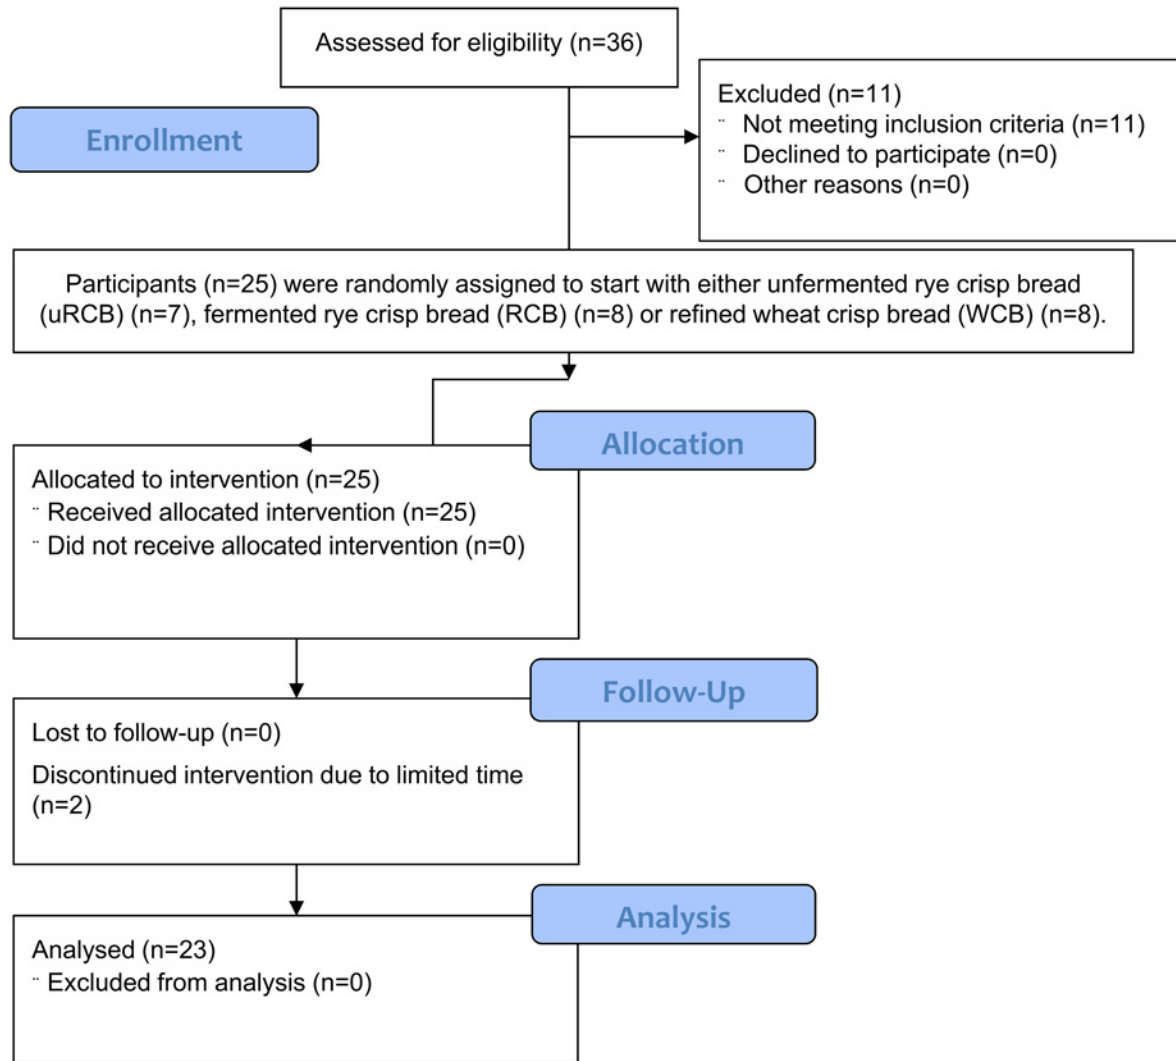 Assessed for eligibility (n=36)
Enrollment
Excluded (n=11)
¨ Not meeting inclusion criteria (n=11)
¨ Declined to participate (n=0)
¨ Other reasons (n=0)
Participants (n=25) were randomly assigned to start with either unfermented rye crisp bread
(uRCB) (n=7), fermented rye crisp bread (RCB) (n=8) or refined wheat crisp bread (WCB) (n=8).
Allocation
Allocated to intervention (n=25)
¨ Received allocated intervention (n=25)
¨ Did not receive allocated intervention (n=0)
Follow-Up
Lost to follow-up (n=0)
Discontinued intervention due to limited time
(n=2)
Analysis
Analysed (n=23)
¨ Excluded from analysis (n=0)